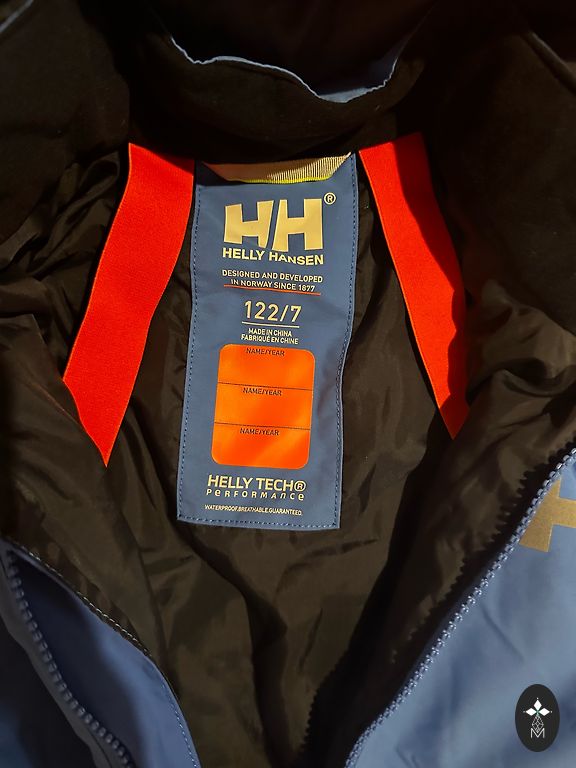 HH®
HELLY HANSEN
DESIGNED AND DEVELOPED
IN NORWAY SINCE 1877
122/7
MADE IN CHINA
FABRIQUÉ EN CHINE
NAME/YEAR
NAME/YEAR
NAME/YEAR
HELLY TECH®
PERFORMANCE
WATERPROOF.BREATHABLE.GUARANTEED.
M